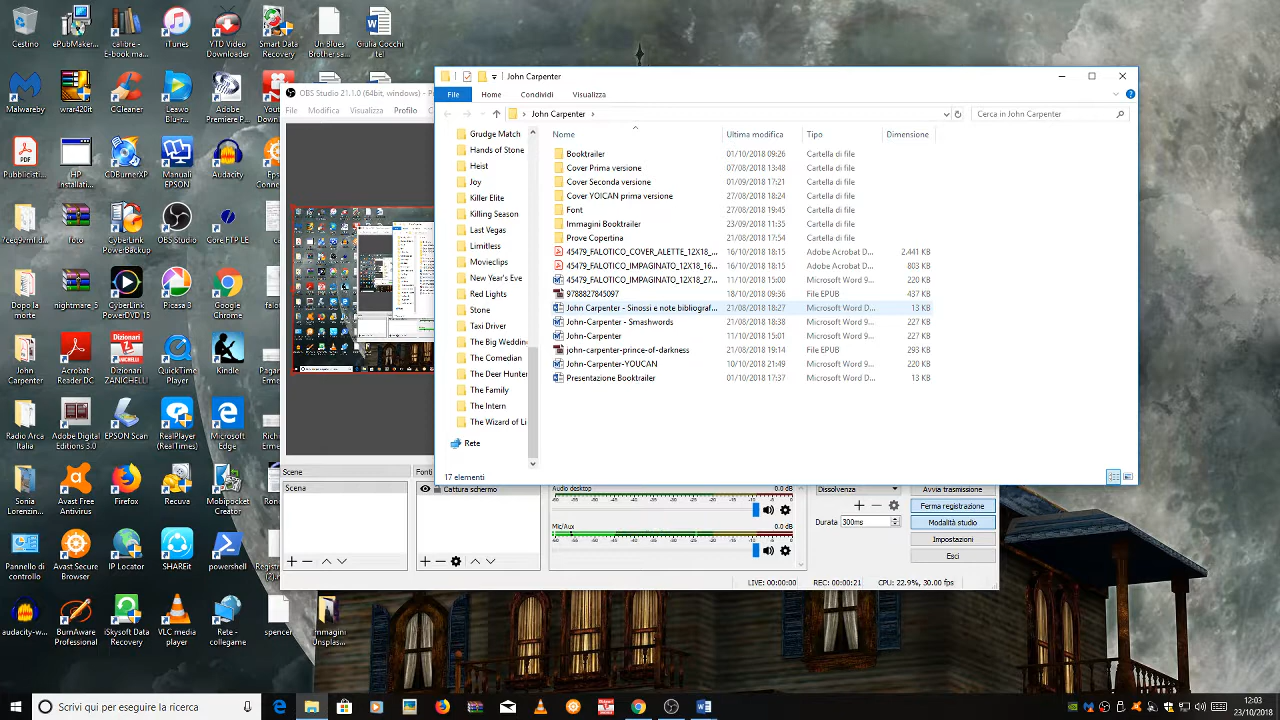 Cestino
ePubMaker...
calibre - E-book ma...
iTunes
YTD Video Downloader
Smart Data Recovery
Un Blues Brother sa...
Giulia Cocchi tel
Malwareby...
wrar420it
CCleaner
Leawo Blu-r...
Adobe Premiere P...
Pubblicisti...
HP Installati...
CDBurnerXP
Manuali EPSON
Audacity
foto
CyberLink PowerBackup
OBS Studio
Core FTP LE
Dopo la morte
nightmare_5
CyberLink PowerDVD 15
Picasa 3
Google Chrome
John Carpenter
Acrobat Reader DC
Dizionari ZANICHELLI
QuickTime Player
Kindle
Radio Arca Italia
Adobe Digital Editions 3.0
EPSON Scan
RealPlayer (RealTimes)
Microsoft Edge
Sonia Lorenzin...
Avast Free Antivirus
Firefox
Recuva
Mobipocket Creator
Pannello di controllo
Avast Secure Browser
IP Locator
SHAREit
powershell
audacity-w...
BurnAware Professional
iSkysoft Data Recovery
VLC media player
Rete - collegame
spencer
Immagini Unsplas...
OBS Studio 21.1.0 (64bit, windows)
File Modifica Visualizza Profilo
John Carpenter
File Home Condividi Visualizza
John Carpenter
Cerca in John Carpenter
Nome Ultima modifica Tipo Dimensione
Grudge Match
Hands of Stone
Heist
Joy
Killer Elite
Killing Season
Last Vegas
Limitless
Movieclips
New Year's Eve
Red Lights
Stone
Taxi Driver
The Big Wedding
The Comedian
The Deer Hunter
The Family
The Intern
The Wizard of Li
Rete
Booktrailer 01/10/2018 09:26 Cartella di file
Cover Prima versione 07/08/2018 13:48 Cartella di file
Cover Seconda versione 01/09/2018 17:21 Cartella di file
Cover YOICAN prima versione 27/08/2018 18:24 Cartella di file
Font 27/08/2018 19:45 Cartella di file
Immagini Booktrailer 23/09/2018 11:35 Cartella di file
Prove Copertina 21/08/2018 17:54 Cartella di file
45479_FALOTICO_COVER_ALETTE_12X18_... 16/10/2018 18:15 Adobe Acrobat D... 2.441 KB
45479_FALOTICO_IMPAGINATO_12X18_16... 16/10/2018 18:15 Adobe Acrobat D... 803 KB
45479_FALOTICO_IMPAGINATO_12X18_27... 11/10/2018 15:00 Microsoft Word 9... 220 KB
9788827845097 18/10/2018 09:36 File EPUB 437 KB
John Carpenter - Sinossi e note bibliograf... 21/08/2018 18:27 Microsoft Word D... 13 KB
John-Carpenter - Smashwords 21/08/2018 18:38 Microsoft Word 9... 227 KB
John-Carpenter 11/10/2018 15:01 Microsoft Word 9... 227 KB
john-carpenter-prince-of-darkness 21/08/2018 19:14 File EPUB 293 KB
John-Carpenter-YOUCAN 10/10/2018 21:49 Microsoft Word 9... 220 KB
Presentazione Booktrailer 01/10/2018 17:37 Microsoft Word D... 13 KB
17 elementi
Scene
Scena
Fonti
Cattura schermo
Audio desktop 0.0 dB
Mic/Aux 0.0 dB
Dissolvenza
Durata 300ms
Avvia trasmissione
Ferma registrazione
Modalità studio
Impostazioni
Esci
LIVE: 00:00:00 REC: 00:00:21 CPU: 22.9%, 30.00 fps
Scrivi qui per eseguire la ricerca
12:03
23/10/2018